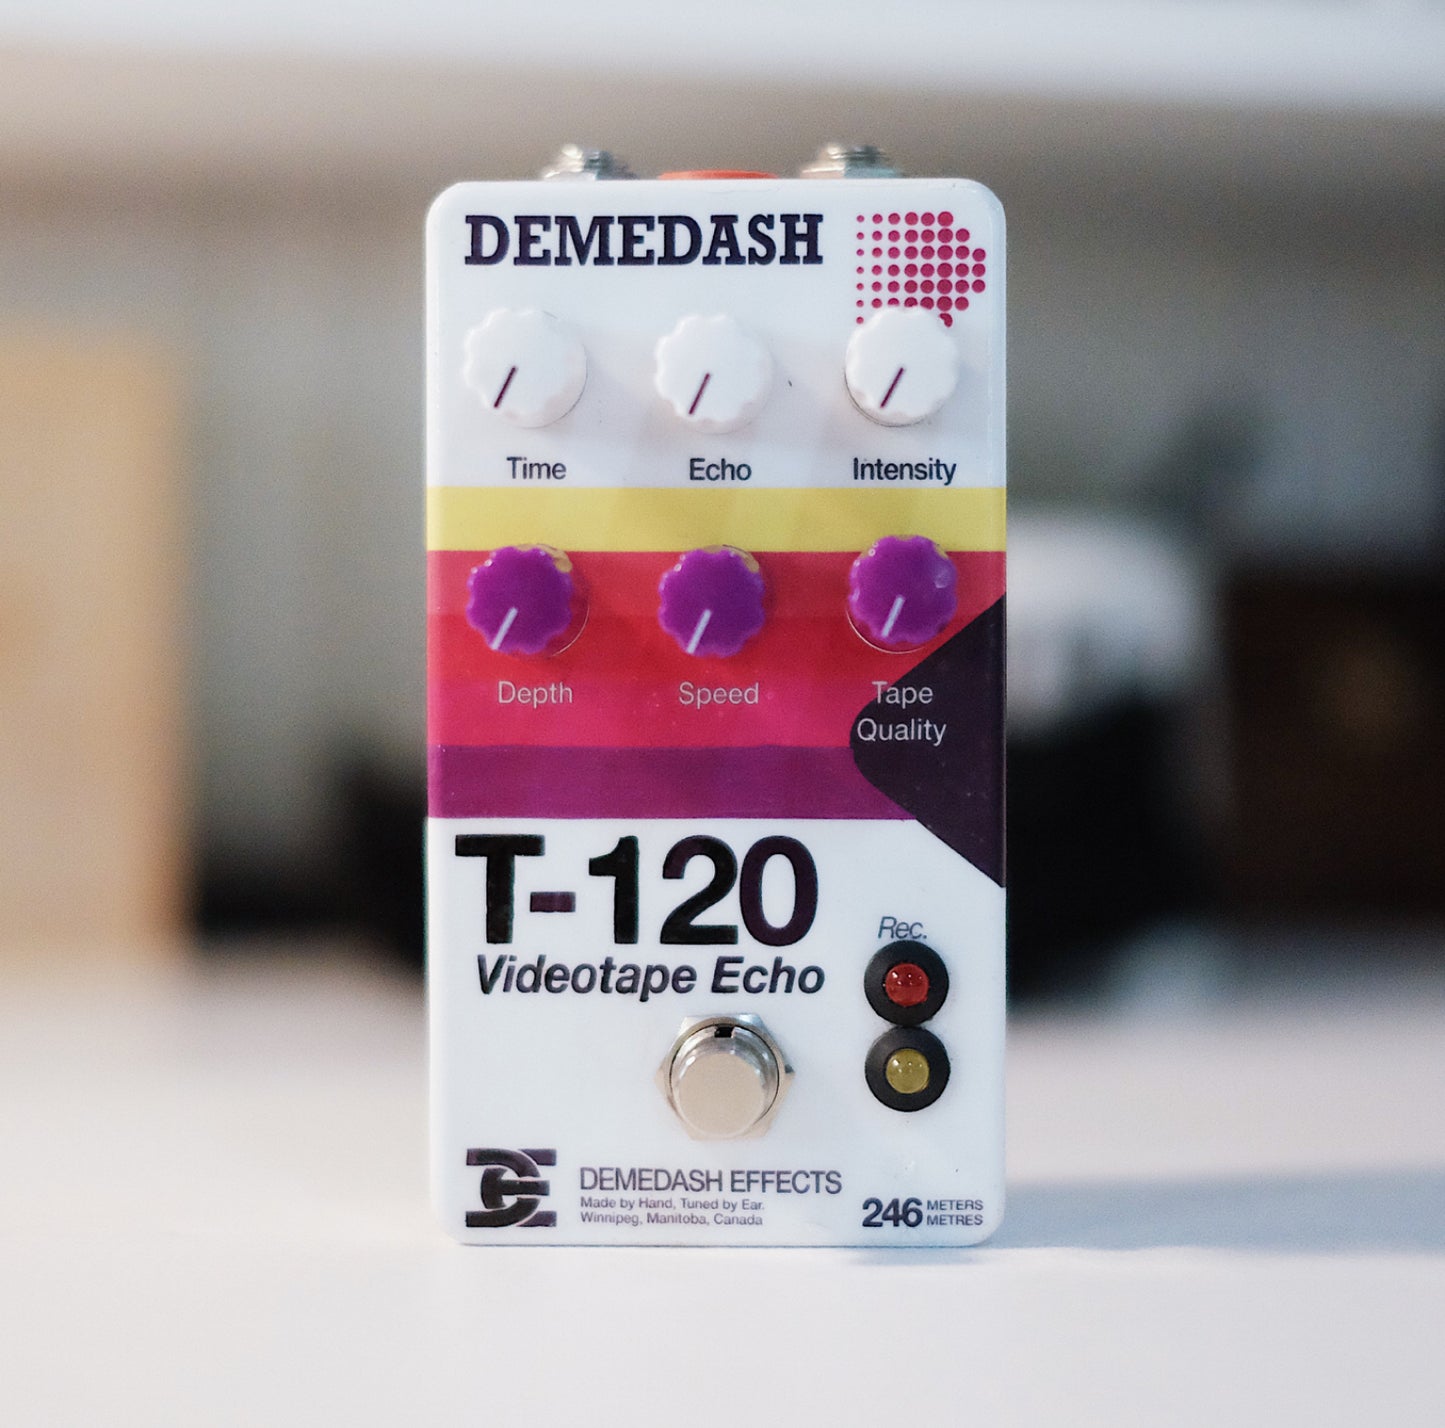 DEMEDASH
Time Echo Intensity
Depth Speed Tape
Quality
T-120
Videotape Echo
Rec.
DE
DEMEDASH EFFECTS
Made by Hand, Tuned by Ear.
Winnipeg, Manitoba, Canada
246 METERS
METRES